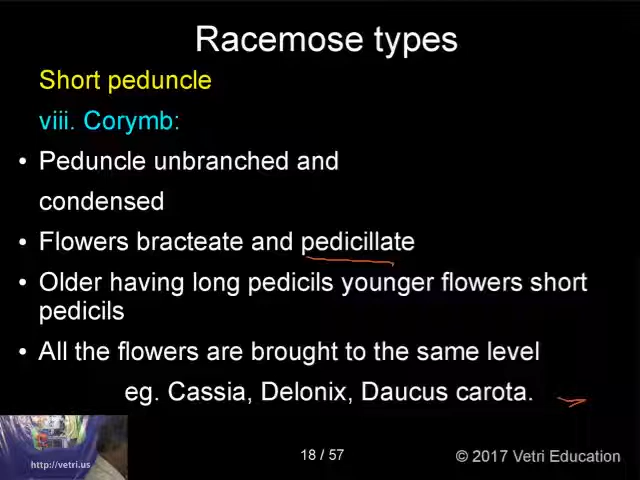 Racemose types
Short peduncle
viii. Corymb:
• Peduncle unbranched and
condensed
• Flowers bracteate and pedicillate
• Older having long pedicils younger flowers short
pedicils
• All the flowers are brought to the same level
eg. Cassia, Delonix, Daucus carota.
http://vetri.us
18 / 57
© 2017 Vetri Education